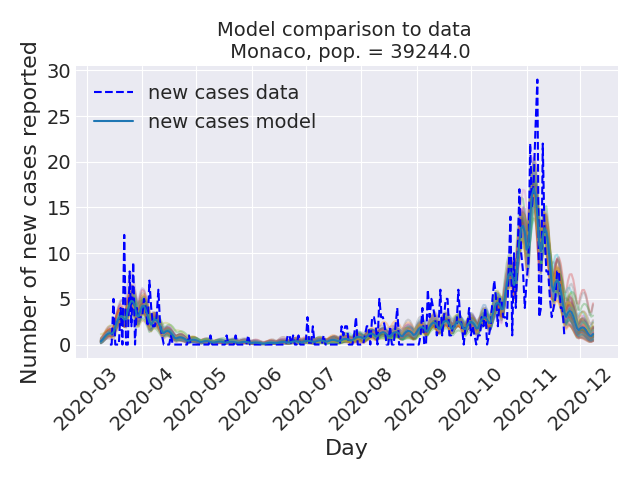 Model comparison to data
Monaco, pop. = 39244.0
Number of new cases reported
30
25
20
15
10
5
0
new cases data
new cases model
2020-03
2020-04
2020-05
2020-06
2020-07
2020-08
2020-09
2020-10
2020-11
2020-12
Day